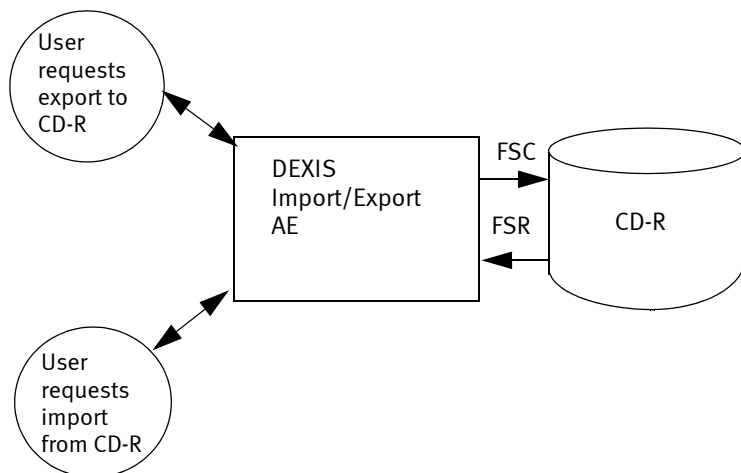 User
requests
export to
CD-R
DEXIS
Import/Export
AE
FSC
FSR
CD-R
User
requests
import
from CD-R